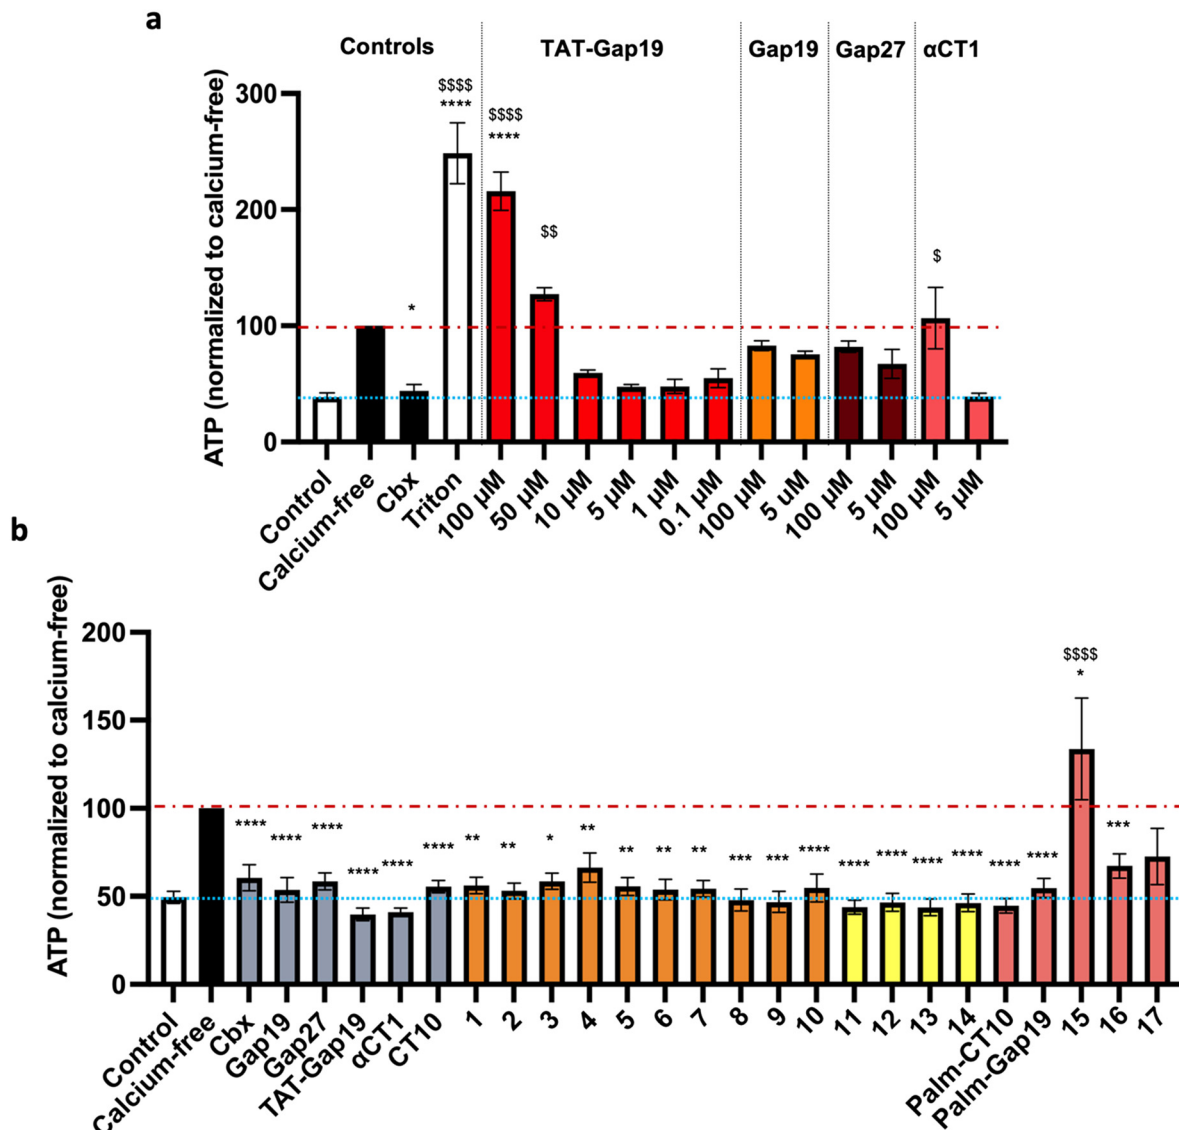 a
Controls TAT-Gap19 Gap19 Gap27 αCT1
ATP (normalized to calcium-free)
300
200
100
0
* $$$$ **** $$$$ **** $$ $
Control Calcium-free Cbx Triton 100 μM 50 μM 10 μM 5 μM 1 μM 0.1 μM 100 μM 5 uM 100 μM 5 μM 100 μM 5 μM
b
ATP (normalized to calcium-free)
200
150
100
50
0
**** **** **** **** **** **** ** ** * ** ** ** ** *** *** **** **** **** **** **** **** **** $$$$ * ***
Control Calcium-free Cbx Gap19 Gap27 TAT-Gap19 αCT1 CT10 1 2 3 4 5 6 7 8 9 10 11 12 13 14 Palm-CT10 Palm-Gap19 15 16 17